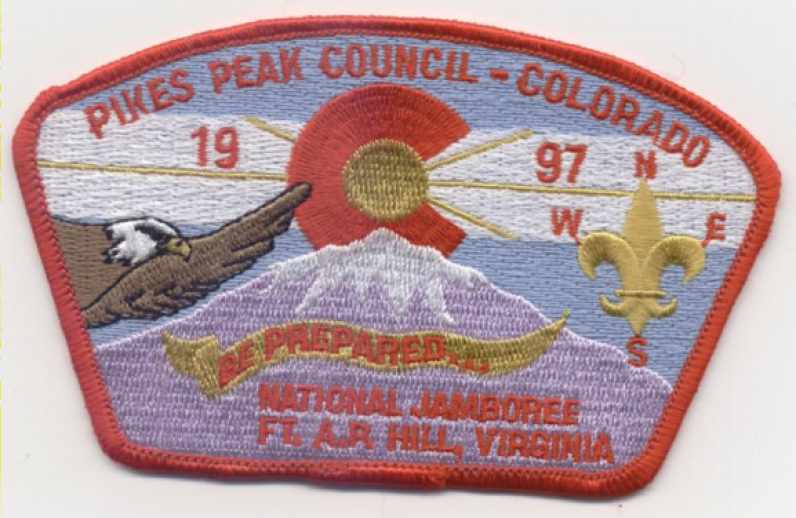 PIKES PEAK COUNCIL - COLORADO
19 97
N
W E
S
BE PREPARED...
NATIONAL JAMBOREE
FT. A.P. HILL, VIRGINIA